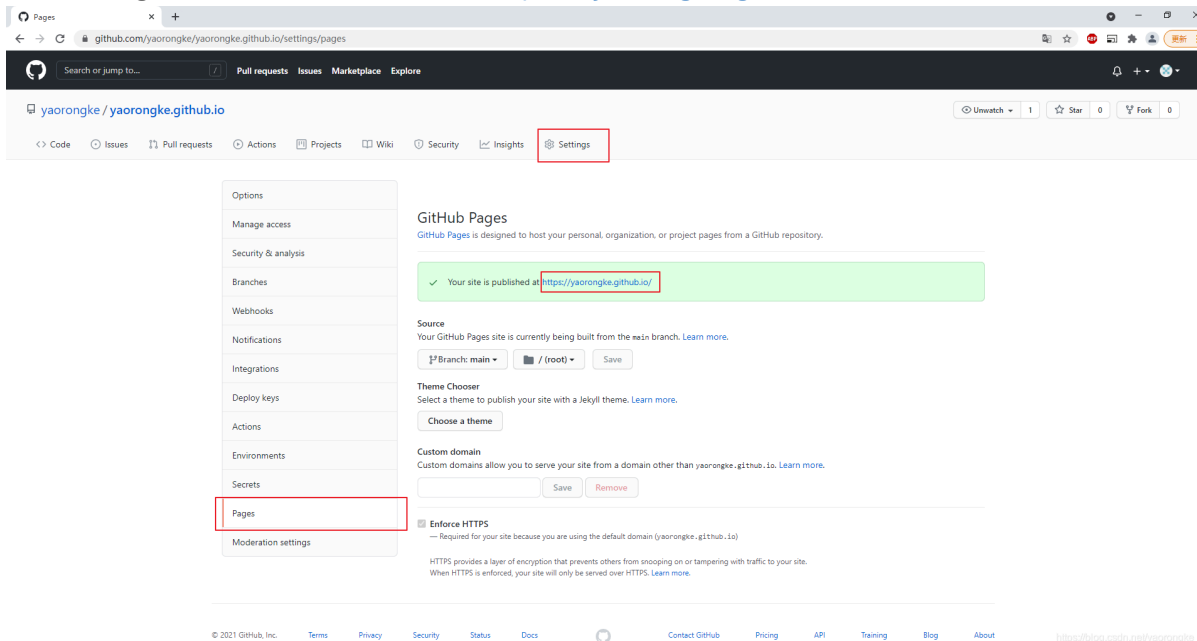 Pages
github.com/yaorongke/yaorongke.github.io/settings/pages
ABP
更新
Search or jump to...
/
Pull requests Issues Marketplace Explore
yaorongke / yaorongke.github.io
Unwatch 1 Star 0 Fork 0
Code Issues Pull requests Actions Projects Wiki Security Insights Settings
Options
Manage access
Security & analysis
Branches
Webhooks
Notifications
Integrations
Deploy keys
Actions
Environments
Secrets
Pages
Moderation settings
GitHub Pages
GitHub Pages is designed to host your personal, organization, or project pages from a GitHub repository.
Your site is published at https://yaorongke.github.io/
Source
Your GitHub Pages site is currently being built from the main branch. Learn more.
Branch: main / (root) Save
Theme Chooser
Select a theme to publish your site with a Jekyll theme. Learn more.
Choose a theme
Custom domain
Custom domains allow you to serve your site from a domain other than yaorongke.github.io. Learn more.
Save Remove
Enforce HTTPS
— Required for your site because you are using the default domain (yaorongke.github.io)
HTTPS provides a layer of encryption that prevents others from snooping on or tampering with traffic to your site.
When HTTPS is enforced, your site will only be served over HTTPS. Learn more.
© 2021 GitHub, Inc. Terms Privacy Security Status Docs Contact GitHub Pricing API Training Blog About
https://blog.csdn.net/yaorongke